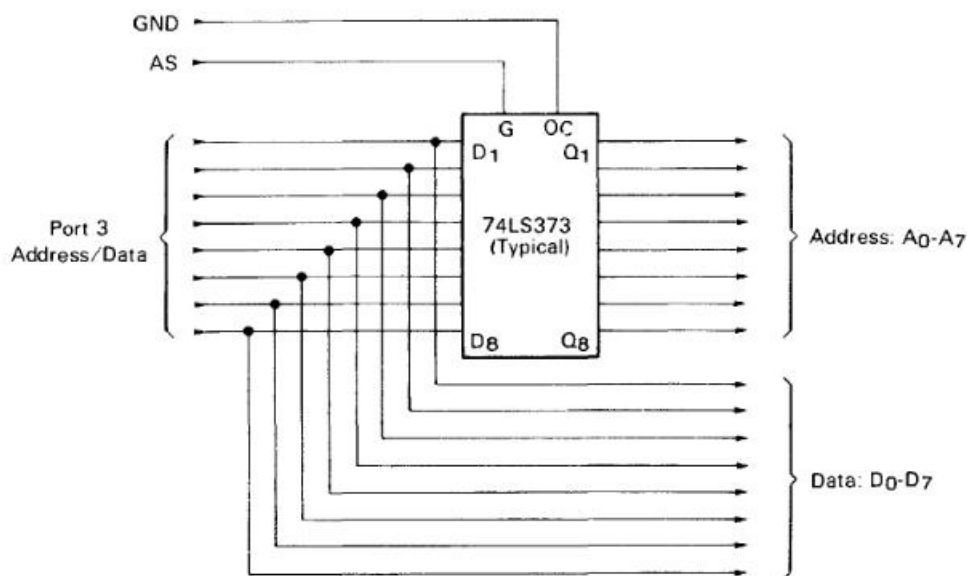 GND
AS
G OC
D1 Q1
Port 3
Address/Data
74LS373
(Typical)
Address: A0-A7
D8 Q8
Data: D0-D7